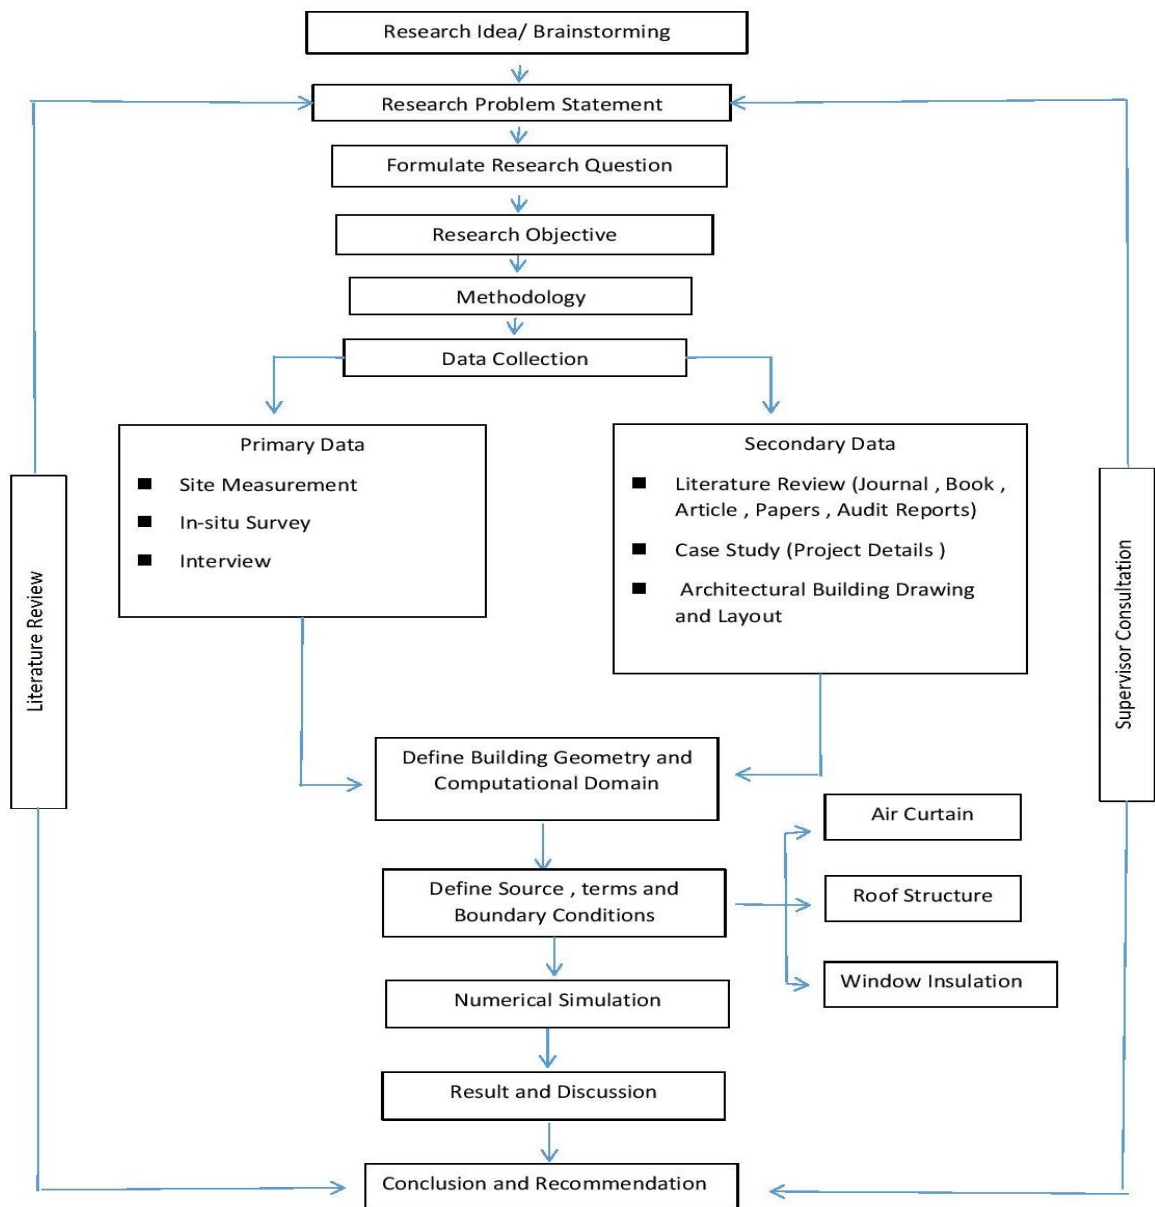 Research Idea/ Brainstorming
Research Problem Statement
Formulate Research Question
Research Objective
Methodology
Data Collection
Primary Data
■ Site Measurement
■ In-situ Survey
■ Interview
Secondary Data
■ Literature Review (Journal , Book ,
Article , Papers , Audit Reports)
■ Case Study (Project Details )
■ Architectural Building Drawing
and Layout
Literature Review
Supervisor Consultation
Define Building Geometry and
Computational Domain
Define Source , terms and
Boundary Conditions
Air Curtain
Roof Structure
Window Insulation
Numerical Simulation
Result and Discussion
Conclusion and Recommendation